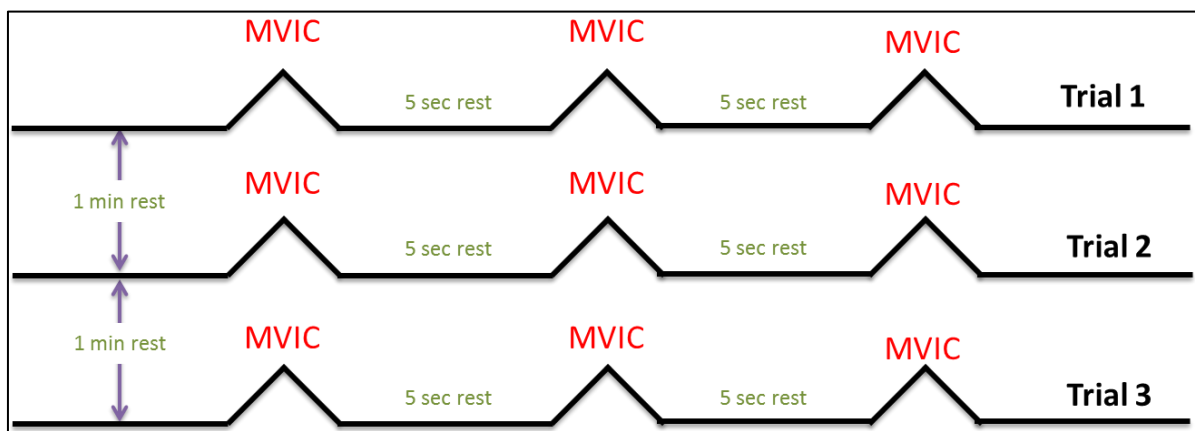 MVIC MVIC MVIC
5 sec rest 5 sec rest Trial 1
1 min rest
MVIC MVIC MVIC
5 sec rest 5 sec rest Trial 2
1 min rest
MVIC MVIC MVIC
5 sec rest 5 sec rest Trial 3